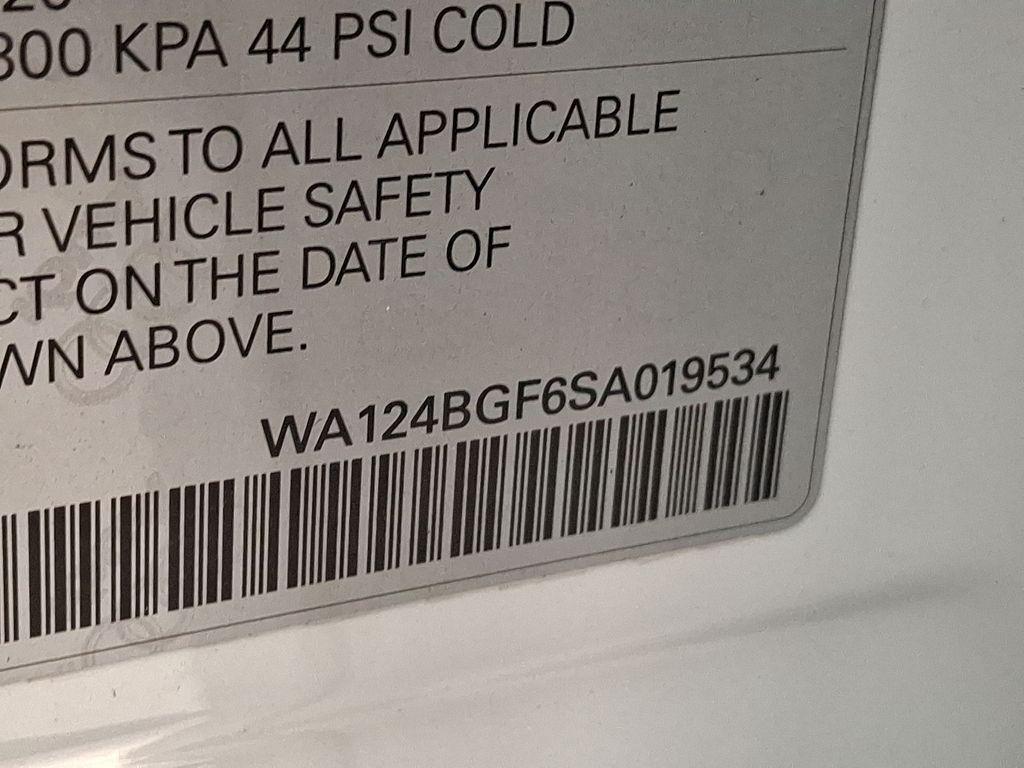 300 KPA 44 PSI COLD
ORMS TO ALL APPLICABLE
R VEHICLE SAFETY
CT ON THE DATE OF
WN ABOVE.
WA124BGF6SA019534